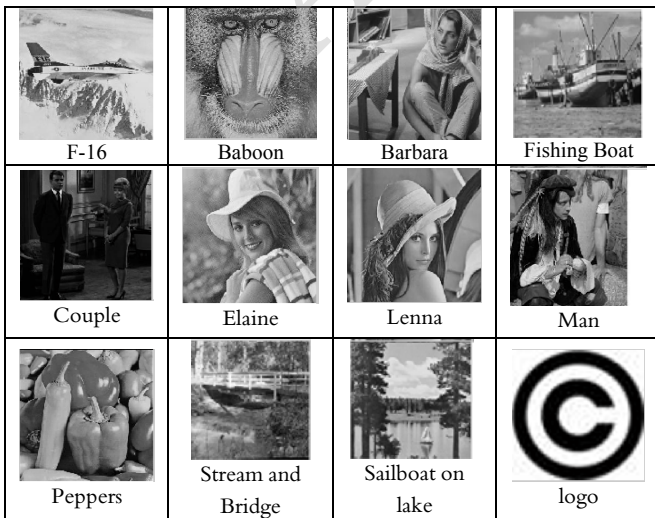 F-16
Baboon
Barbara
Fishing Boat
Couple
Elaine
Lenna
Man
Peppers
Stream and
Bridge
Sailboat on
lake
logo